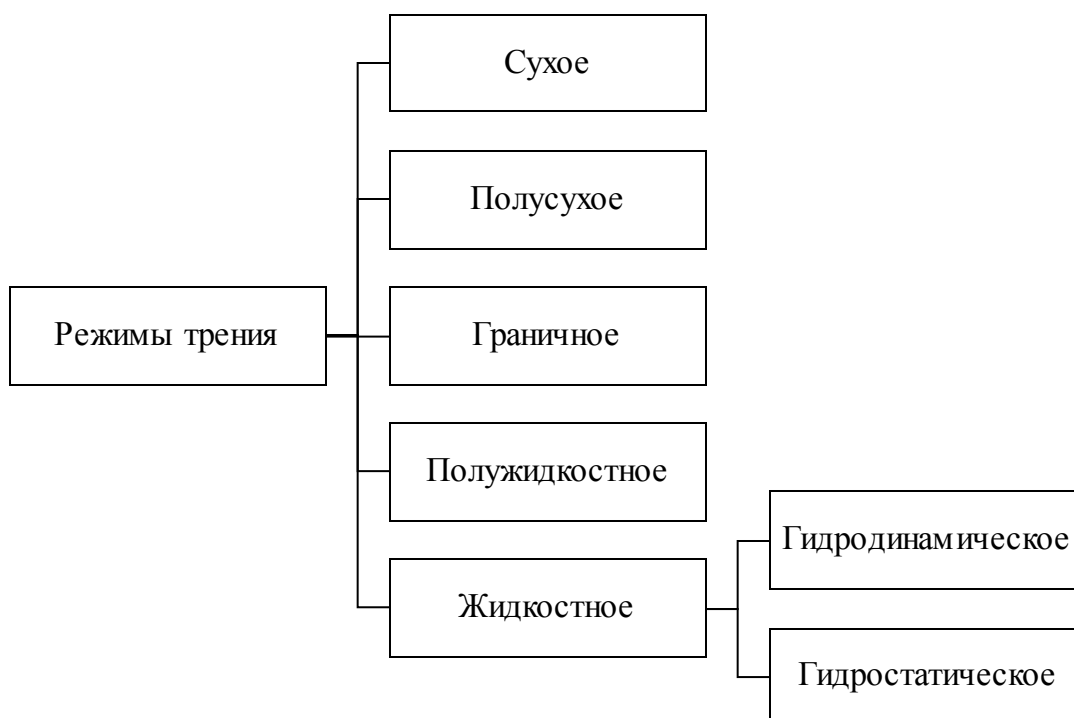 Сухое
Полусухое
Режимы трения
Граничное
Полужидкостное
Гидродинамическое
Жидкостное
Гидростатическое